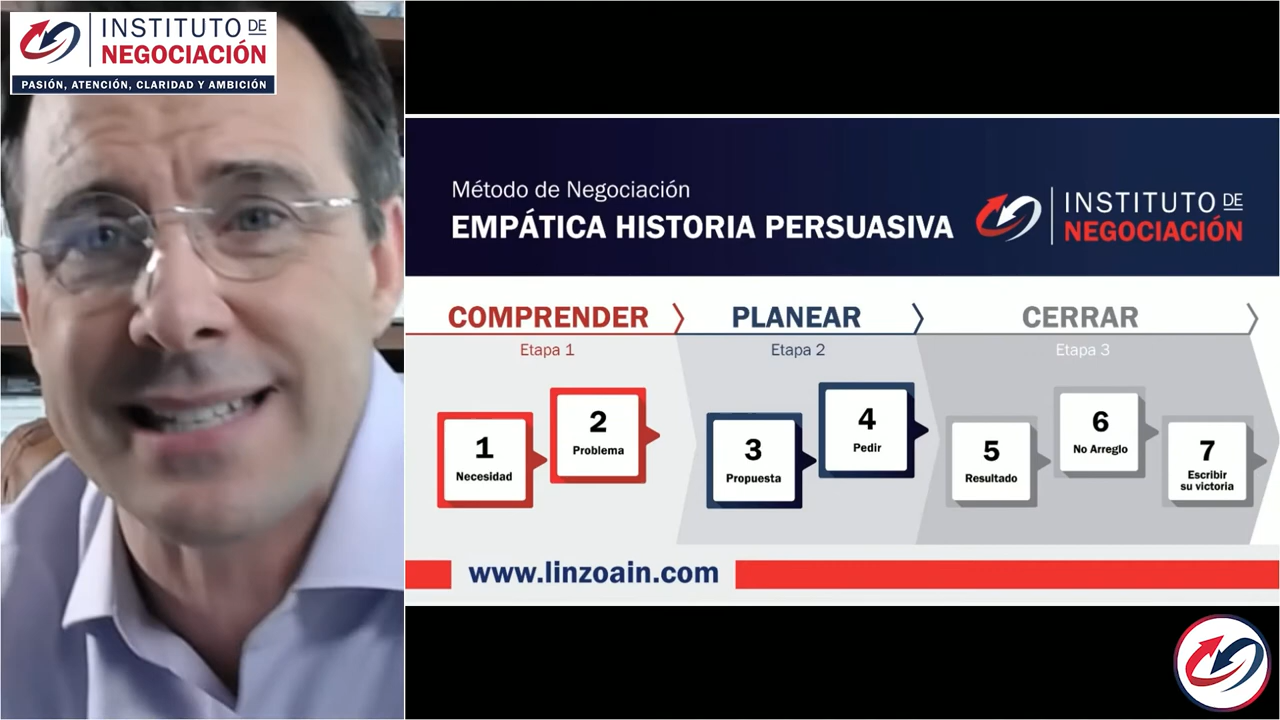 INSTITUTO DE
NEGOCIACIÓN
PASIÓN, ATENCIÓN, CLARIDAD Y AMBICIÓN
Método de Negociación
EMPÁTICA HISTORIA PERSUASIVA
INSTITUTO DE
NEGOCIACIÓN
COMPRENDER
Etapa 1
PLANEAR
Etapa 2
CERRAR
Etapa 3
1
Necesidad
2
Problema
3
Propuesta
4
Pedir
5
Resultado
6
No Arreglo
7
Escribir
su victoria
www.linzoain.com